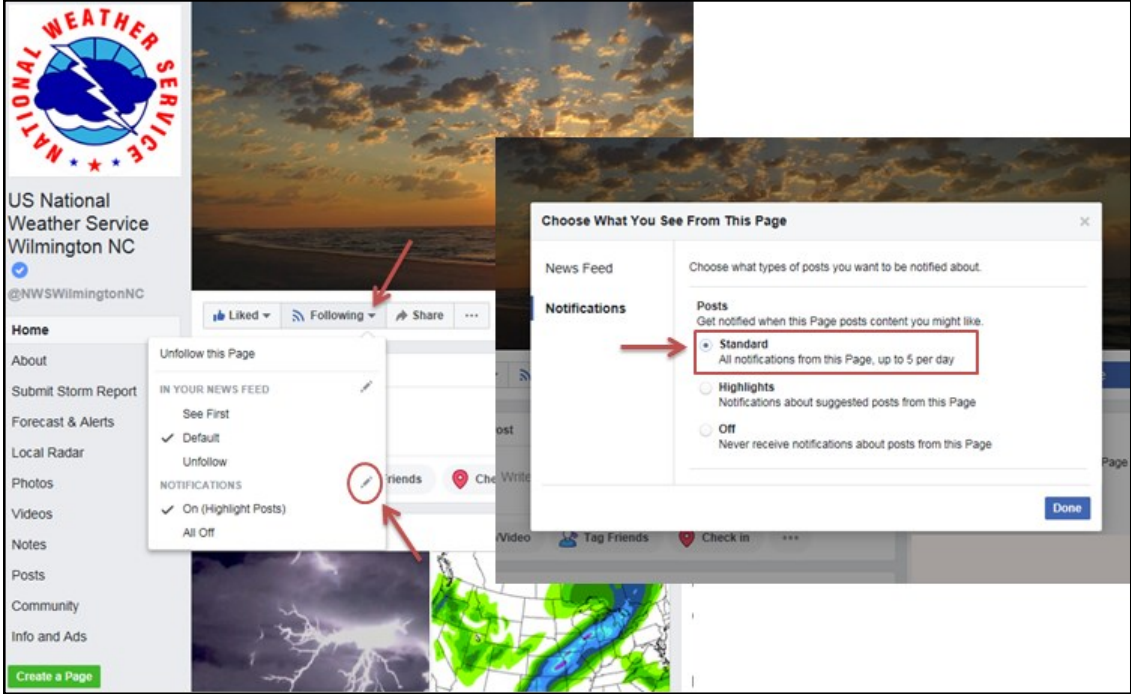 NATIONAL WEATHER SERVICE
US National
Weather Service
Wilmington NC
@NWSWilmingtonNC
Home
About
Submit Storm Report
Forecast & Alerts
Local Radar
Photos
Videos
Notes
Posts
Community
Info and Ads
Create a Page
Liked
Following
Share
Unfollow this Page
IN YOUR NEWS FEED
See First
Default
Unfollow
NOTIFICATIONS
On (Highlight Posts)
All Off
riends
Che
Choose What You See From This Page
News Feed
Notifications
Choose what types of posts you want to be notified about.
Posts
Get notified when this Page posts content you might like.
Standard
All notifications from this Page, up to 5 per day
Highlights
Notifications about suggested posts from this Page
Off
Never receive notifications about posts from this Page
Done
ost
Write
Page
/Video
Tag Friends
Check in